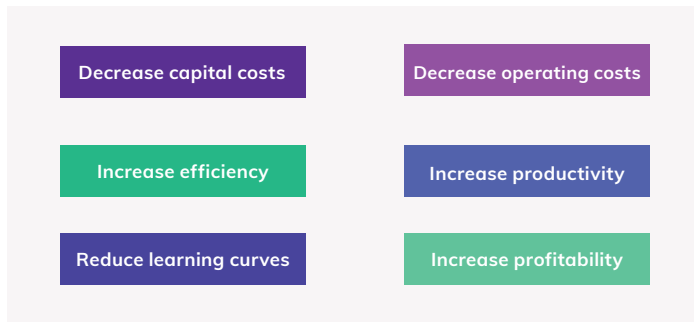 Decrease capital costs
Decrease operating costs
Increase efficiency
Increase productivity
Reduce learning curves
Increase profitability